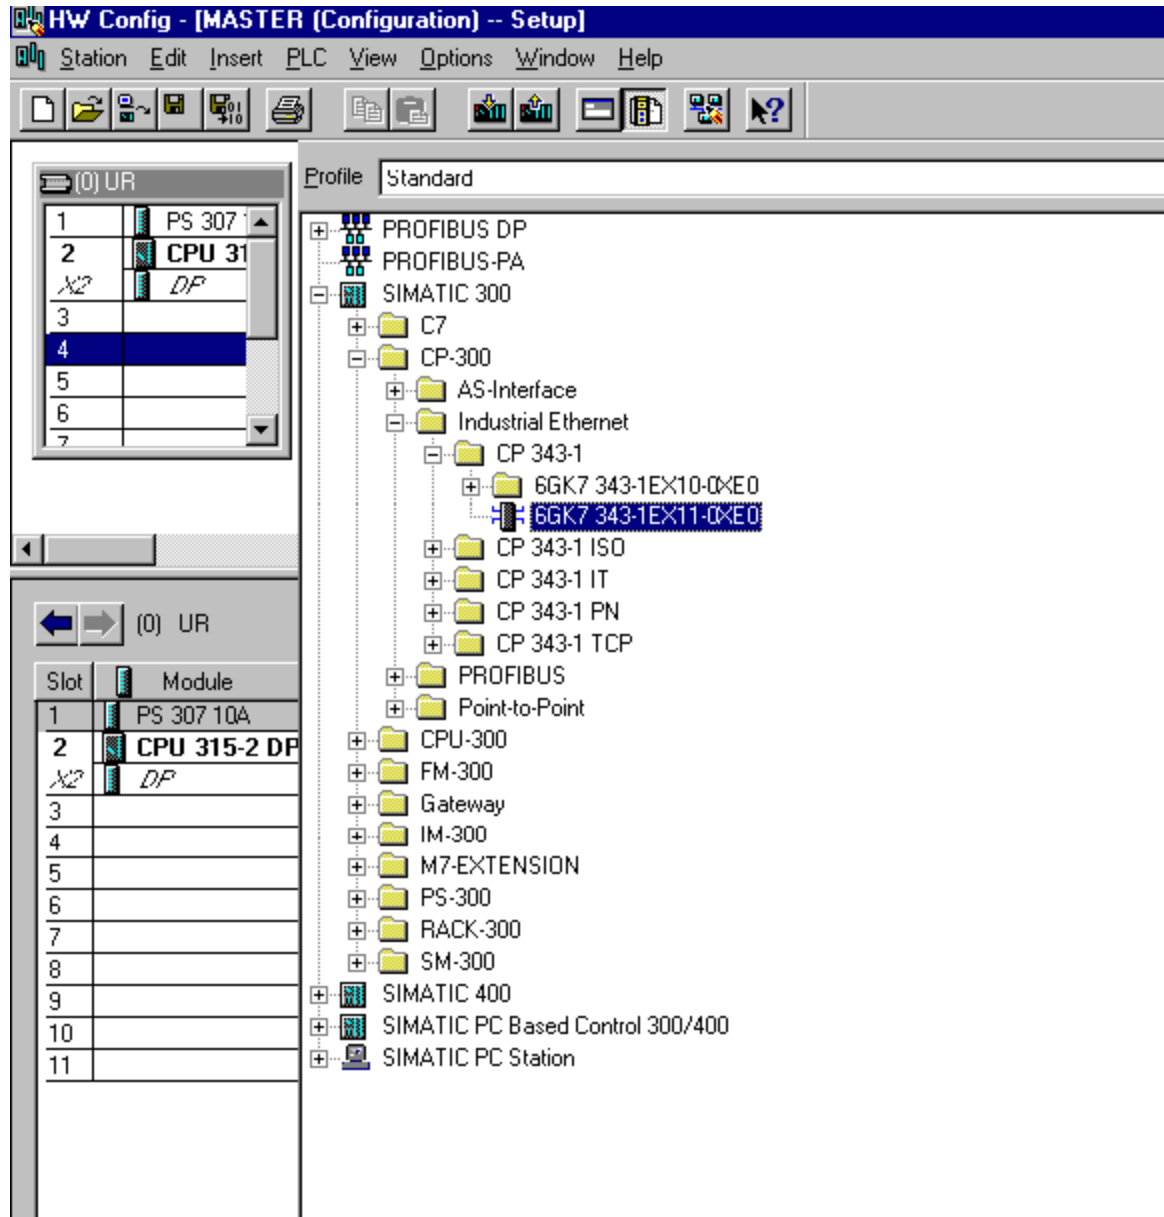 HW Config - [MASTER (Configuration) -- Setup]
Station Edit Insert PLC View Options Window Help
(0) UR
1 PS 307
2 CPU 31
X2 DP
3
4
5
6
7
Profile Standard
PROFIBUS DP
PROFIBUS-PA
SIMATIC 300
C7
CP-300
AS-Interface
Industrial Ethernet
CP 343-1
6GK7 343-1EX10-0XE0
6GK7 343-1EX11-0XE0
CP 343-1 ISO
CP 343-1 IT
CP 343-1 PN
CP 343-1 TCP
PROFIBUS
Point-to-Point
CPU-300
FM-300
Gateway
IM-300
M7-EXTENSION
PS-300
RACK-300
SM-300
SIMATIC 400
SIMATIC PC Based Control 300/400
SIMATIC PC Station
(0) UR
Slot Module
1 PS 307 10A
2 CPU 315-2 DP
X2 DP
3
4
5
6
7
8
9
10
11